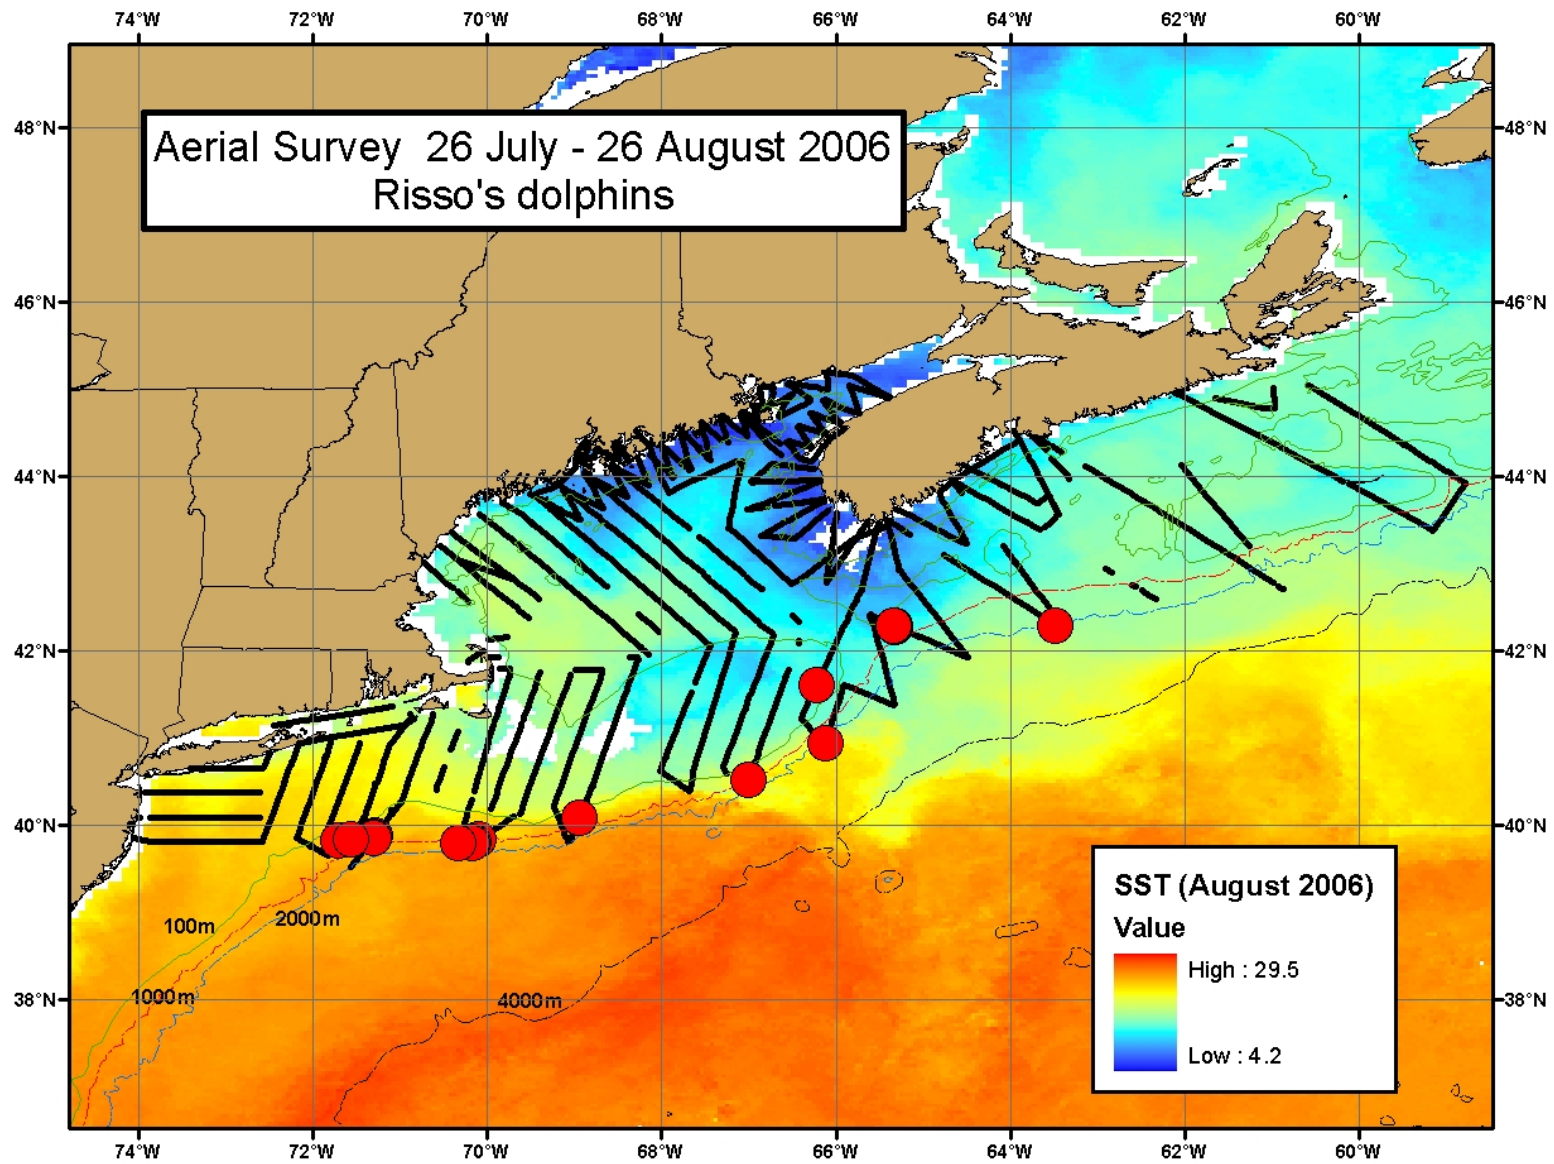 74°W 72°W 70°W 68°W 66°W 64°W 62°W 60°W
Aerial Survey 26 July - 26 August 2006
Risso's dolphins
48°N 48°N
46°N 46°N
44°N 44°N
42°N 42°N
40°N 40°N
SST (August 2006)
Value
High : 29.5
Low : 4.2
100m
2000m
1000m
4000m
38°N 38°N
74°W 72°W 70°W 68°W 66°W 64°W 62°W 60°W